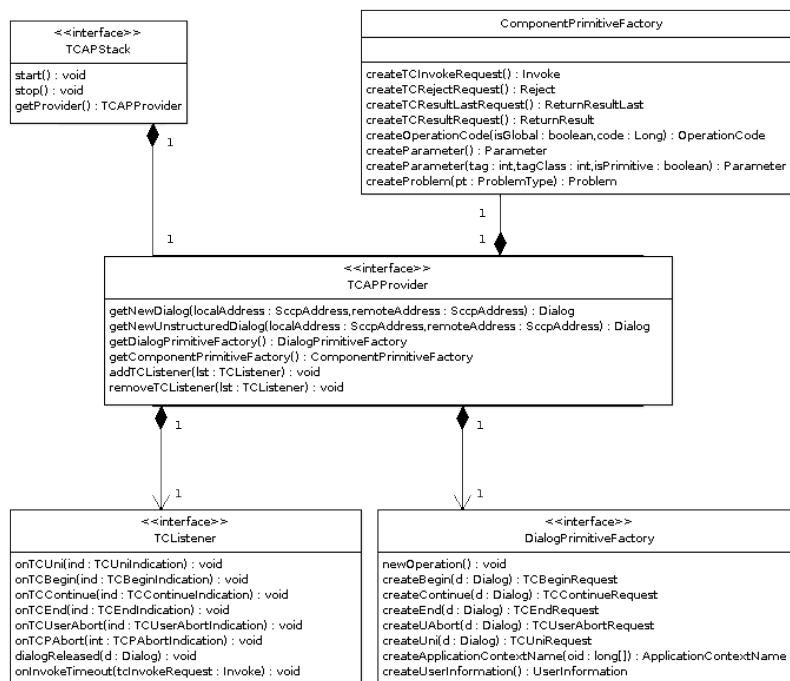 <<interface>>
TCAPStack
start() : void
stop() : void
getProvider() : TCAPProvider
ComponentPrimitiveFactory
createTCInvokeRequest() : Invoke
createTCRejectRequest() : Reject
createTCResultLastRequest() : ReturnResultLast
createTCResultRequest() : ReturnResult
createOperationCode(isGlobal : boolean,code : Long) : OperationCode
createParameter() : Parameter
createParameter(tag : int,tagClass : int,isPrimitive : boolean) : Parameter
createProblem(pt : ProblemType) : Problem
1
1
1
1
<<interface>>
TCAPProvider
getNewDialog(localAddress : SccpAddress,remoteAddress : SccpAddress) : Dialog
getNewUnstructuredDialog(localAddress : SccpAddress,remoteAddress : SccpAddress) : Dialog
getDialogPrimitiveFactory() : DialogPrimitiveFactory
getComponentPrimitiveFactory() : ComponentPrimitiveFactory
addTCListener(lst : TCListener) : void
removeTCListener(lst : TCListener) : void
1
1
1
1
<<interface>>
TCListener
onTCUni(ind : TCUniIndication) : void
onTCBegin(ind : TCBeginIndication) : void
onTCContinue(ind : TCContinueIndication) : void
onTCEnd(ind : TCEndIndication) : void
onTCUserAbort(ind : TCUserAbortIndication) : void
onTCPAbort(int : TCPAbortIndication) : void
dialogReleased(d : Dialog) : void
onInvokeTimeout(tcInvokeRequest : Invoke) : void
<<interface>>
DialogPrimitiveFactory
newOperation() : void
createBegin(d : Dialog) : TCBeginRequest
createContinue(d : Dialog) : TCContinueRequest
createEnd(d : Dialog) : TCEndRequest
createUAbort(d : Dialog) : TCUserAbortRequest
createUni(d : Dialog) : TCUniRequest
createApplicationContextName(oid : long[]) : ApplicationContextName
createUserInformation() : UserInformation